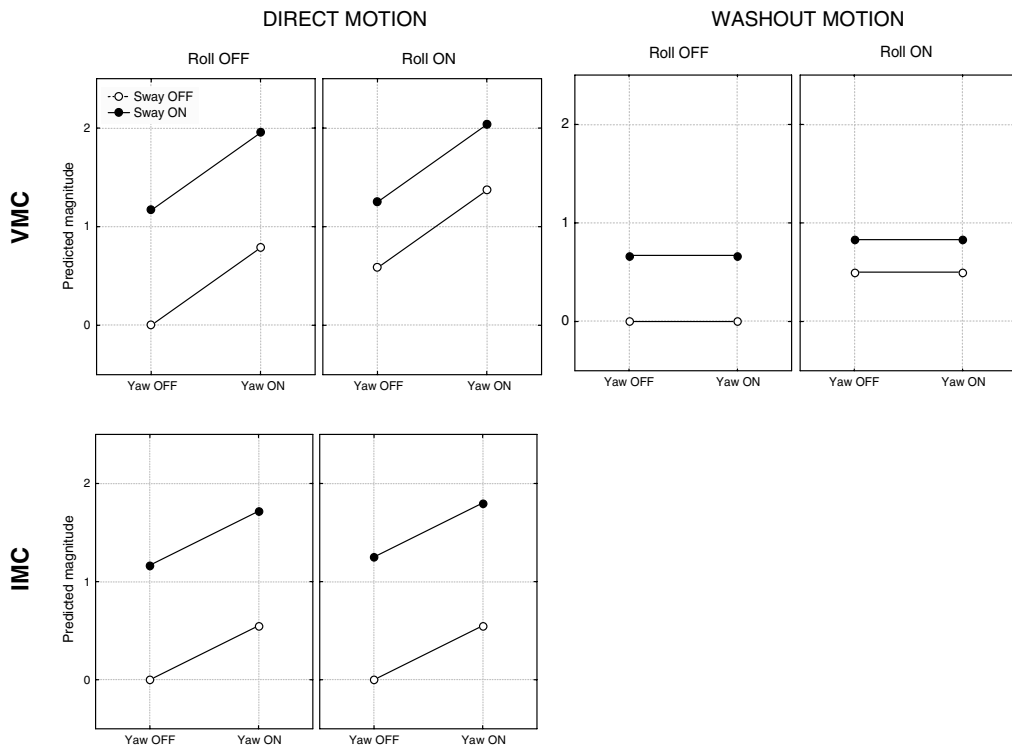 DIRECT MOTION
WASHOUT MOTION
Roll OFF
Roll ON
Roll OFF
Roll ON
Sway OFF
Sway ON
VMC
Predicted magnitude
2
1
0
2
1
0
Yaw OFF
Yaw ON
Yaw OFF
Yaw ON
Yaw OFF
Yaw ON
Yaw OFF
Yaw ON
IMC
Predicted magnitude
2
1
0
Yaw OFF
Yaw ON
Yaw OFF
Yaw ON